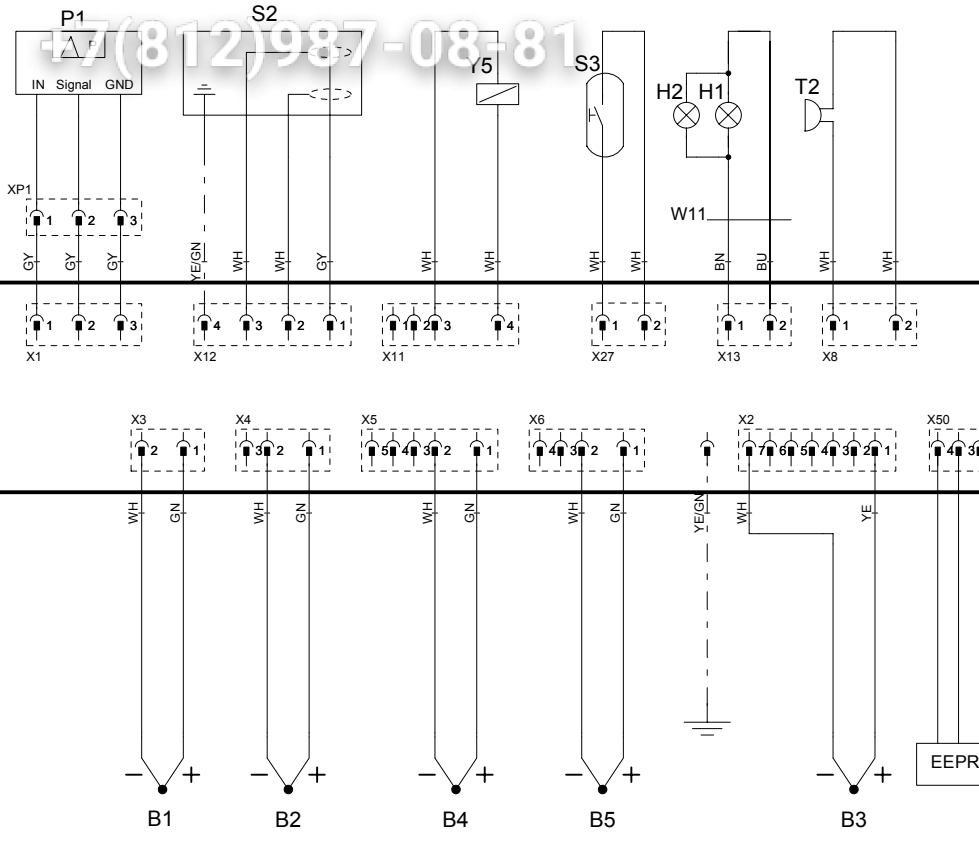 P1 S2
+7(812)987-08-81
P Y5 S3
H2 H1 T2
IN Signal GND
XP1 1 2 3
W11
GY GY GY YE/GN WH WH GY WH WH WH WH BN BU WH WH
1 2 3 4 3 2 1 1 2 3 4 1 2 1 2 1 2
X1 X12 X11 X27 X13 X8
X3 X4 X5 X6 X2 X50
2 1 3 2 1 5 4 3 2 1 4 3 2 1 7 6 5 4 3 2 1 4 3
WH GN WH GN WH GN WH GN YE/GN WH YE
EEPR
− + − + − + − + − +
B1 B2 B4 B5 B3